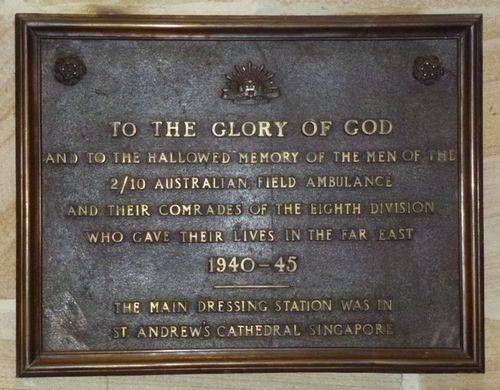 TO THE GLORY OF GOD
AND TO THE HALLOWED MEMORY OF THE MEN OF THE
2/10 AUSTRALIAN FIELD AMBULANCE
AND THEIR COMRADES OF THE EIGHTH DIVISION
WHO GAVE THEIR LIVES IN THE FAR EAST
1940-45
THE MAIN DRESSING STATION WAS IN
ST. ANDREW'S CATHEDRAL SINGAPORE